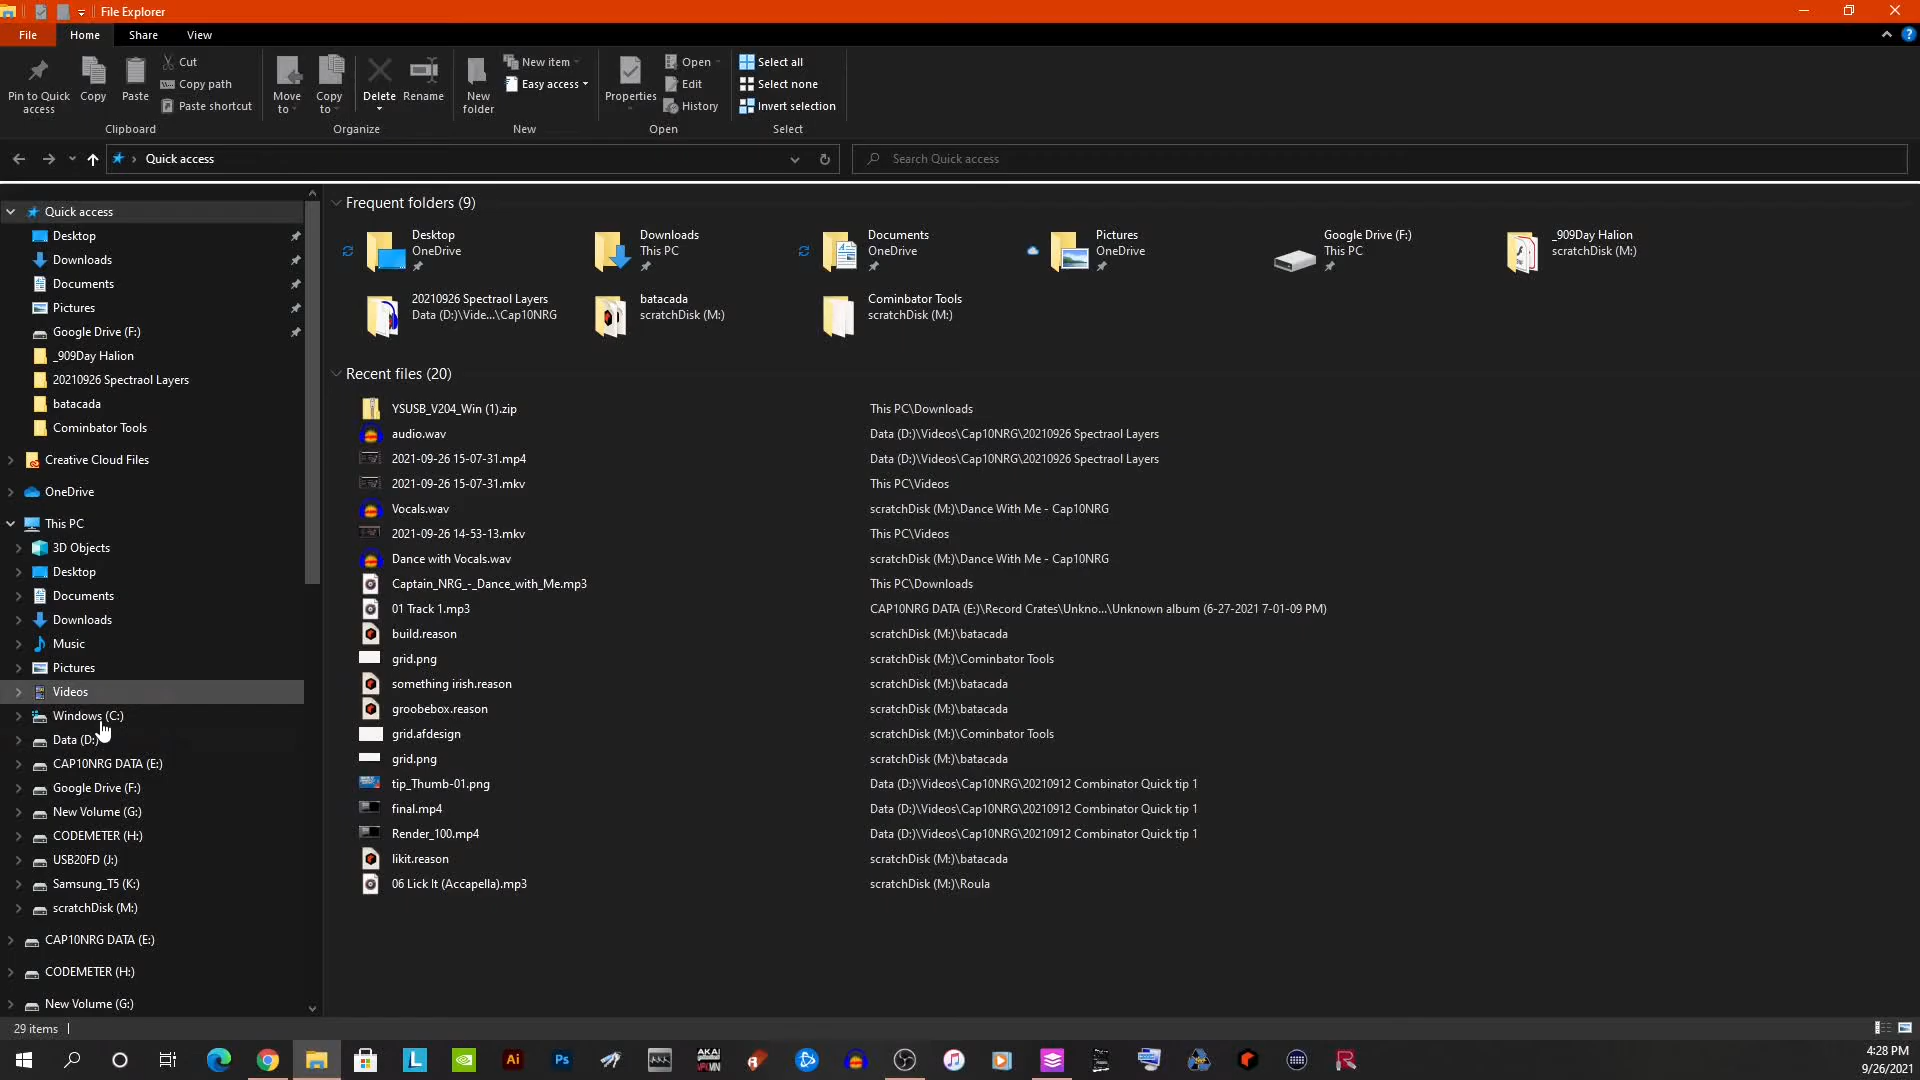 File Explorer
File Home Share View
Pin to Quick access
Copy
Paste
Cut
Copy path
Paste shortcut
Clipboard
Move to
Copy to
Delete
Rename
Organize
New folder
New item
Easy access
New
Properties
Open
Edit
History
Open
Select all
Select none
Invert selection
Select
Quick access
Search Quick access
Quick access
Desktop
Downloads
Documents
Pictures
Google Drive (F:)
_909Day Halion
20210926 Spectraol Layers
batacada
Cominbator Tools
Creative Cloud Files
OneDrive
This PC
3D Objects
Desktop
Documents
Downloads
Music
Pictures
Videos
Windows (C:)
Data (D:)
CAP10NRG DATA (E:)
Google Drive (F:)
New Volume (G:)
CODEMETER (H:)
USB20FD (J:)
Samsung_T5 (K:)
scratchDisk (M:)
CAP10NRG DATA (E:)
CODEMETER (H:)
New Volume (G:)
Frequent folders (9)
Desktop
OneDrive
Downloads
This PC
Documents
OneDrive
Pictures
OneDrive
Google Drive (F:)
This PC
_909Day Halion
scratchDisk (M:)
20210926 Spectraol Layers
Data (D:)\Vide...\Cap10NRG
batacada
scratchDisk (M:)
Cominbator Tools
scratchDisk (M:)
Recent files (20)
YSUSB_V204_Win (1).zip This PC\Downloads
audio.wav Data (D:)\Videos\Cap10NRG\20210926 Spectraol Layers
2021-09-26 15-07-31.mp4 Data (D:)\Videos\Cap10NRG\20210926 Spectraol Layers
2021-09-26 15-07-31.mkv This PC\Videos
Vocals.wav scratchDisk (M:)\Dance With Me - Cap10NRG
2021-09-26 14-53-13.mkv This PC\Videos
Dance with Vocals.wav scratchDisk (M:)\Dance With Me - Cap10NRG
Captain_NRG_-_Dance_with_Me.mp3 This PC\Downloads
01 Track 1.mp3 CAP10NRG DATA (E:)\Record Crates\Unkno...\Unknown album (6-27-2021 7-01-09 PM)
build.reason scratchDisk (M:)\batacada
grid.png scratchDisk (M:)\Cominbator Tools
something irish.reason scratchDisk (M:)\batacada
groobebox.reason scratchDisk (M:)\batacada
grid.afdesign scratchDisk (M:)\Cominbator Tools
grid.png scratchDisk (M:)\batacada
tip_Thumb-01.png Data (D:)\Videos\Cap10NRG\20210912 Combinator Quick tip 1
final.mp4 Data (D:)\Videos\Cap10NRG\20210912 Combinator Quick tip 1
Render_100.mp4 Data (D:)\Videos\Cap10NRG\20210912 Combinator Quick tip 1
likit.reason scratchDisk (M:)\batacada
06 Lick It (Accapella).mp3 scratchDisk (M:)\Roula
29 items
L
Ai
Ps
AKAI
4:28 PM
9/26/2021